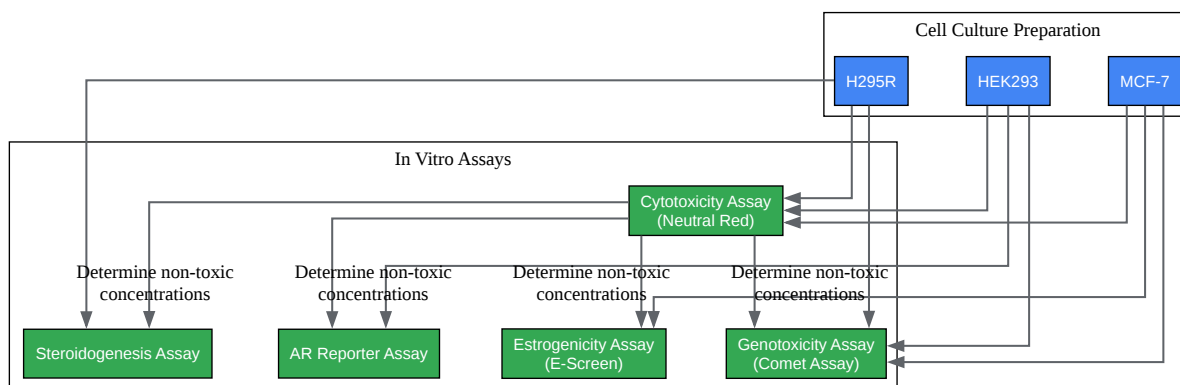 Cell Culture Preparation
H295R
HEK293
MCF-7
In Vitro Assays
Cytotoxicity Assay
(Neutral Red)
Determine non-toxic
concentrations
Determine non-toxic
concentrations
Determine non-toxic
concentrations
Determine non-toxic
concentrations
Steroidogenesis Assay
AR Reporter Assay
Estrogenicity Assay
(E-Screen)
Genotoxicity Assay
(Comet Assay)